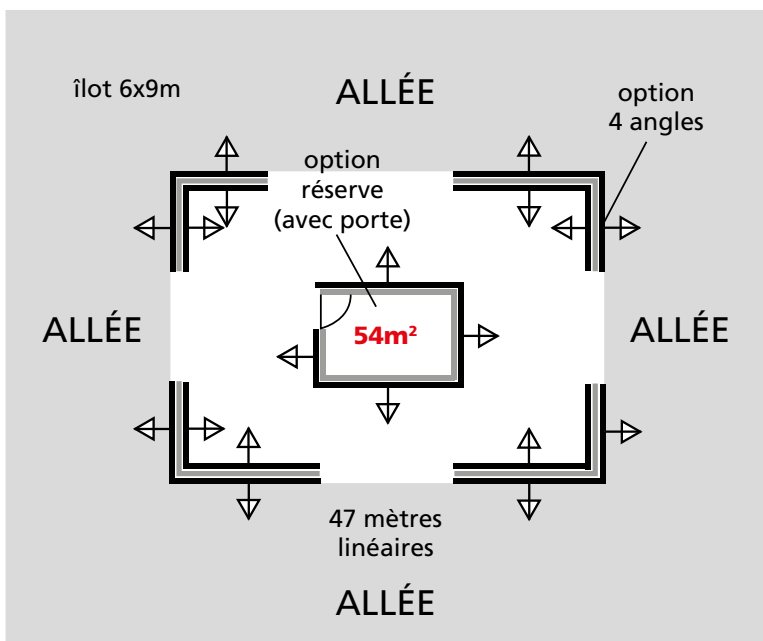 îlot 6x9m
ALLÉE
option
4 angles
option
réserve
(avec porte)
ALLÉE
54m²
ALLÉE
47 mètres
linéaires
ALLÉE